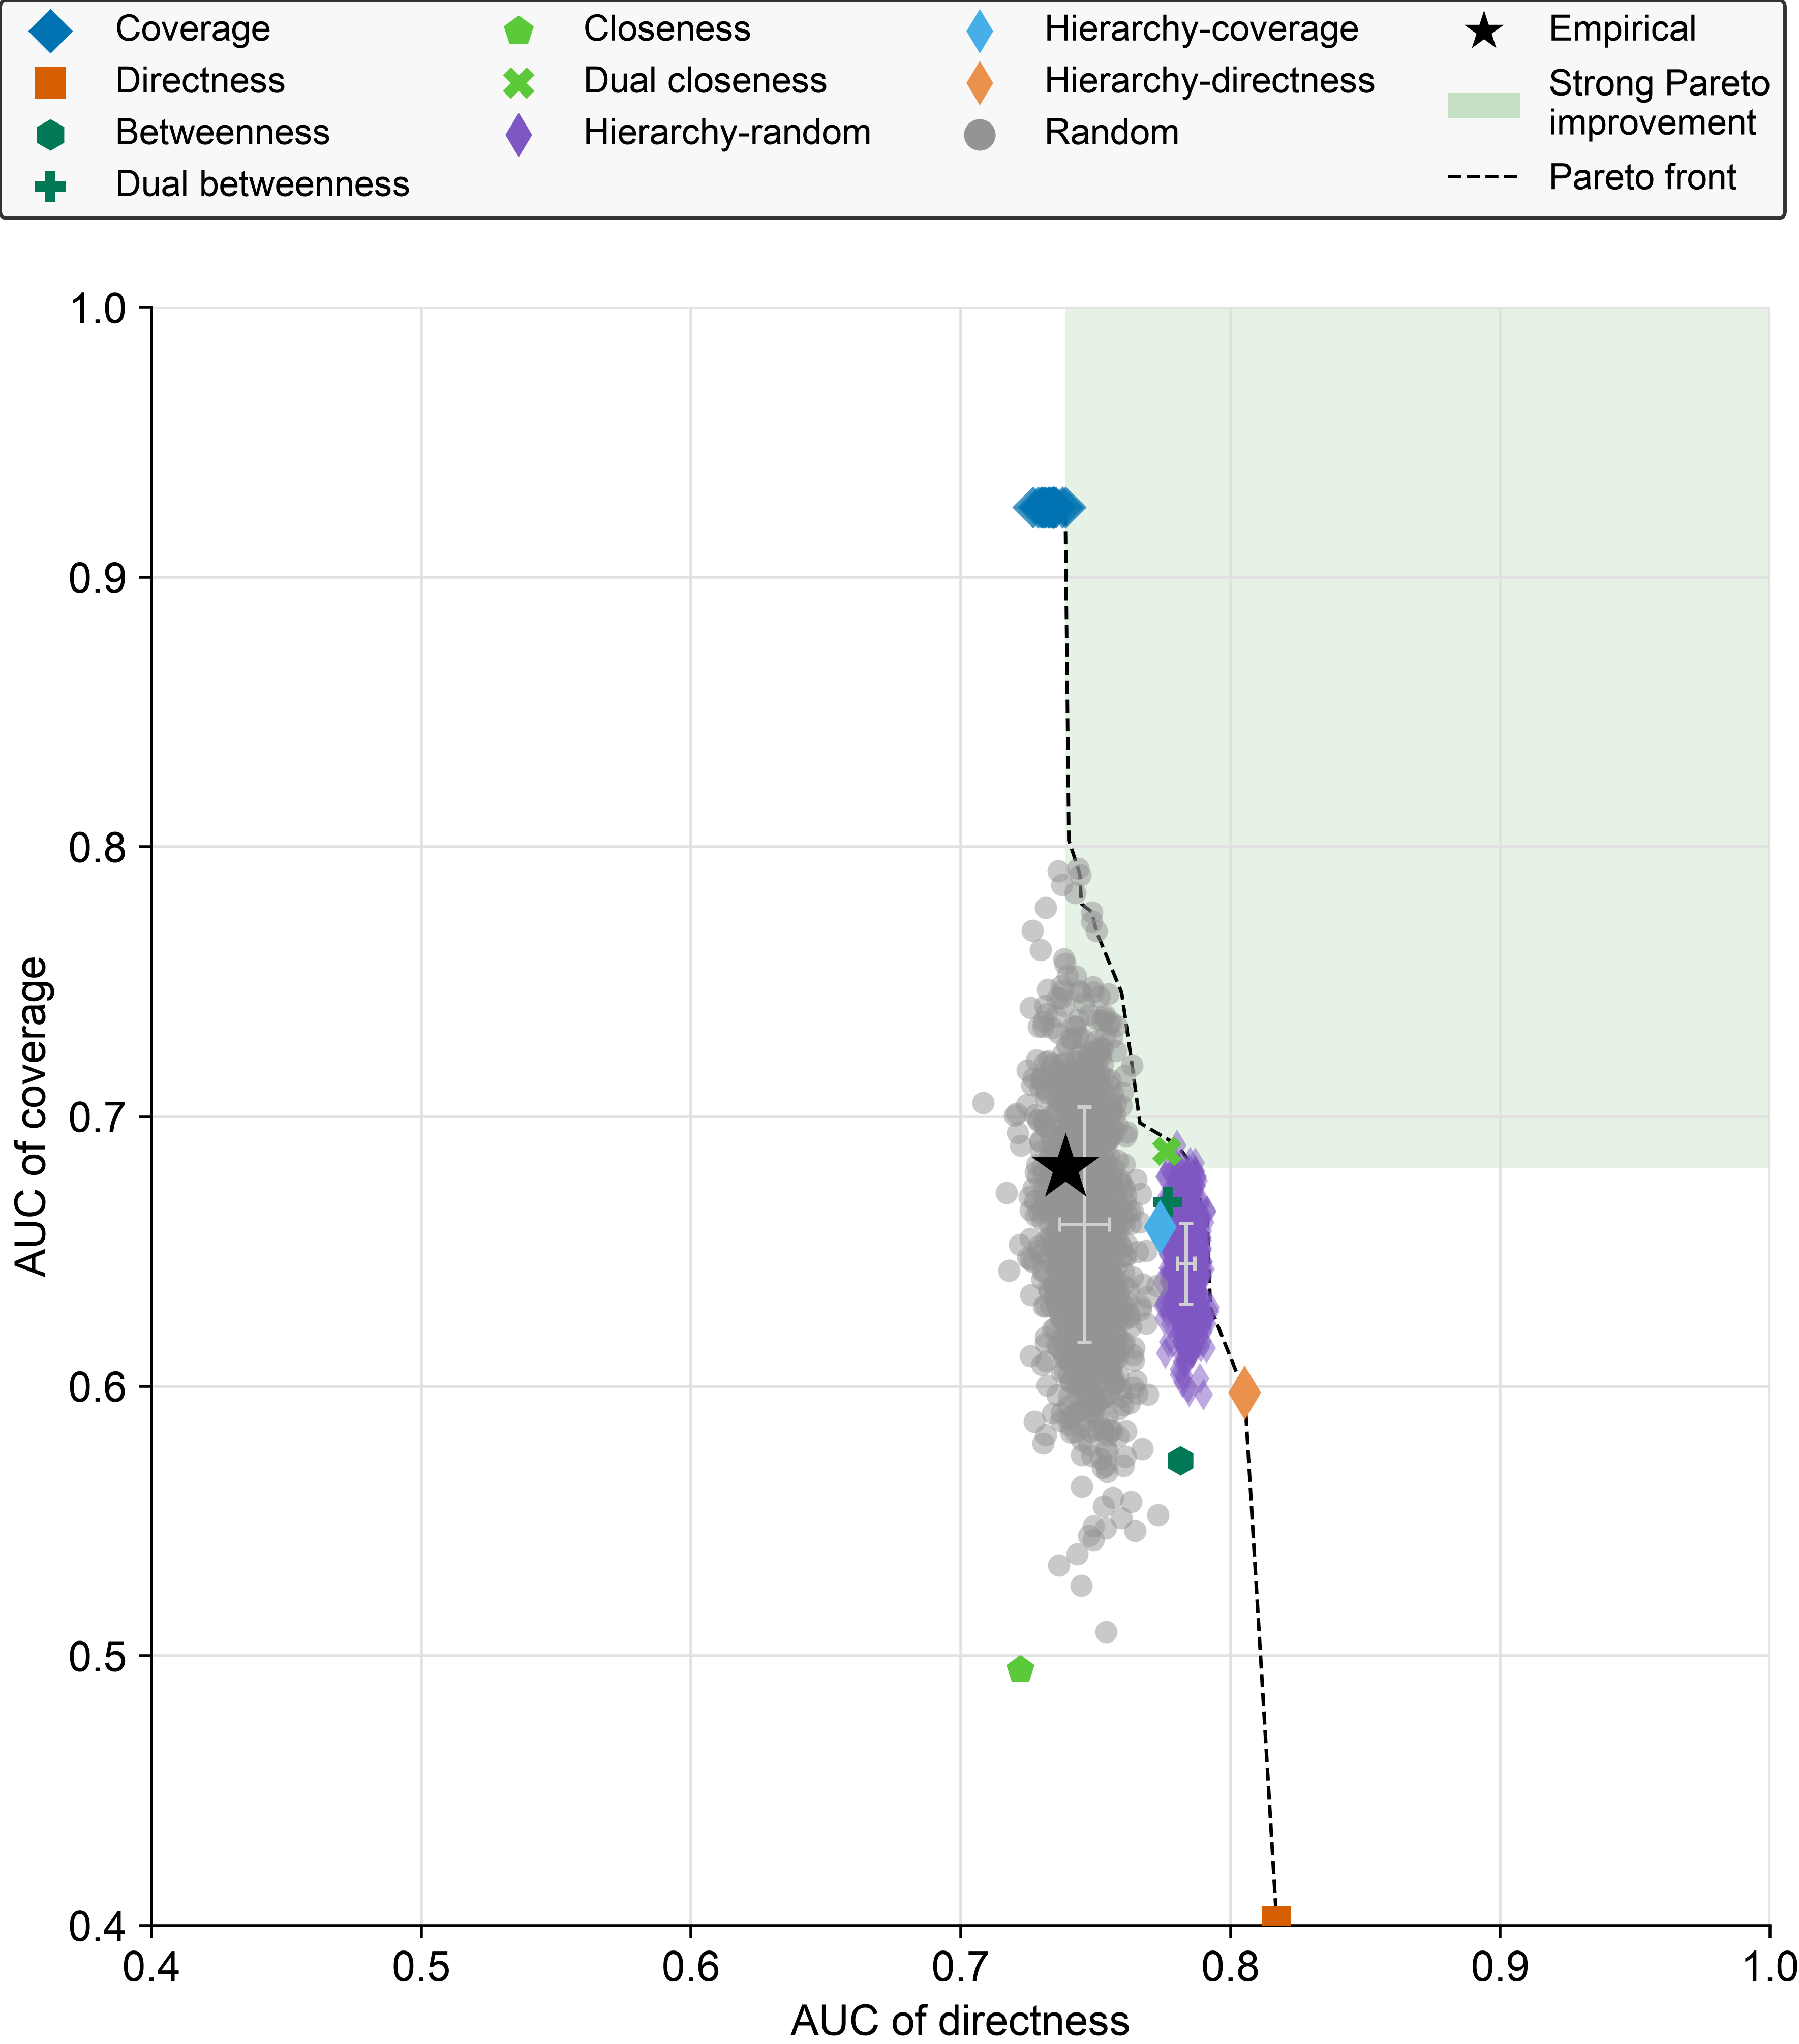 Coverage
Directness
Betweenness
Dual betweenness
Closeness
Dual closeness
Hierarchy-random
Hierarchy-coverage
Hierarchy-directness
Random
Empirical
Strong Pareto
improvement
Pareto front
1.0
0.9
0.8
0.7
0.6
0.5
0.4
AUC of coverage
0.4 0.5 0.6 0.7 0.8 0.9 1.0
AUC of directness